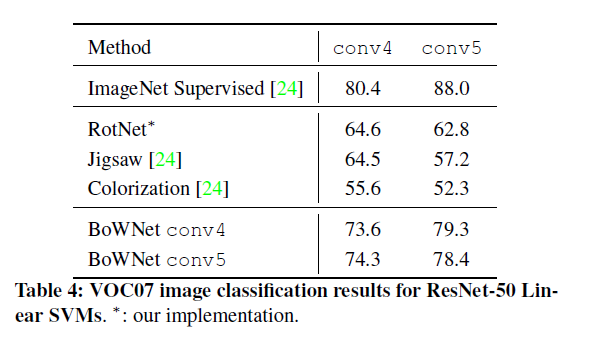 Method conv4 conv5
ImageNet Supervised [24] 80.4 88.0
RotNet* 64.6 62.8
Jigsaw [24] 64.5 57.2
Colorization [24] 55.6 52.3
BoWNet conv4 73.6 79.3
BoWNet conv5 74.3 78.4
Table 4: VOC07 image classification results for ResNet-50 Lin-
ear SVMs. *: our implementation.